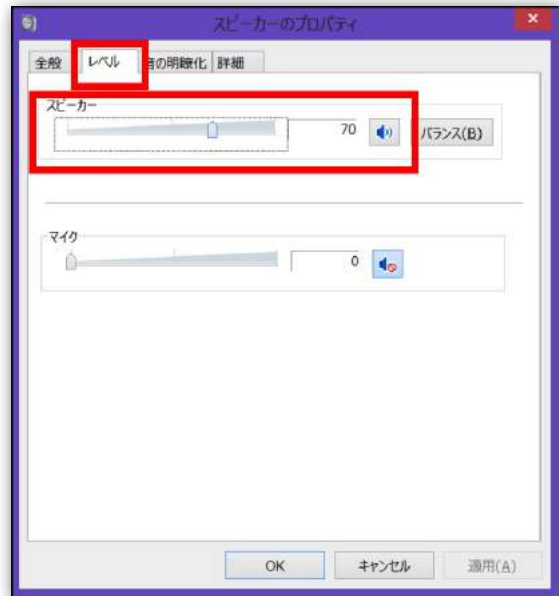 スピーカーのプロパティ
全般 レベル 音の明瞭化 詳細
スピーカー
70 バランス(B)
マイク
0
OK キャンセル 適用(A)